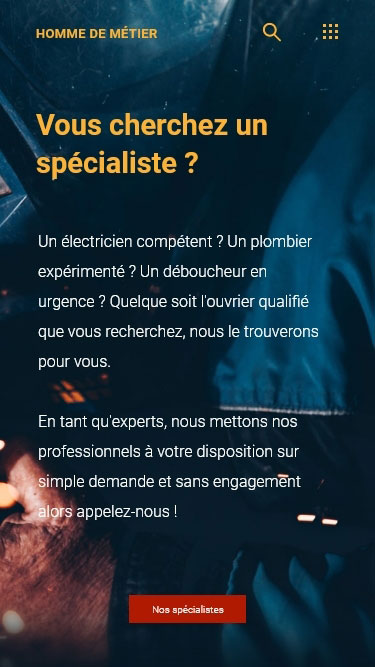 HOMME DE MÉTIER
Vous cherchez un
spécialiste ?
Un électricien compétent ? Un plombier
expérimenté ? Un déboucheur en
urgence ? Quelque soit l'ouvrier qualifié
que vous recherchez, nous le trouverons
pour vous.
En tant qu'experts, nous mettons nos
professionnels à votre disposition sur
simple demande et sans engagement
alors appelez-nous !
Nos spécialistes